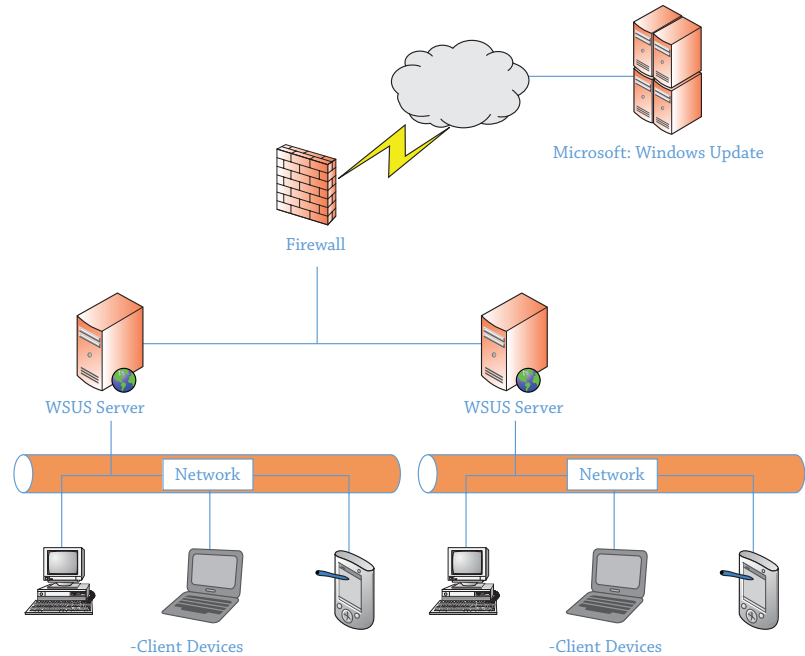 Microsoft: Windows Update
Firewall
WSUS Server
WSUS Server
Network
Network
-Client Devices
-Client Devices